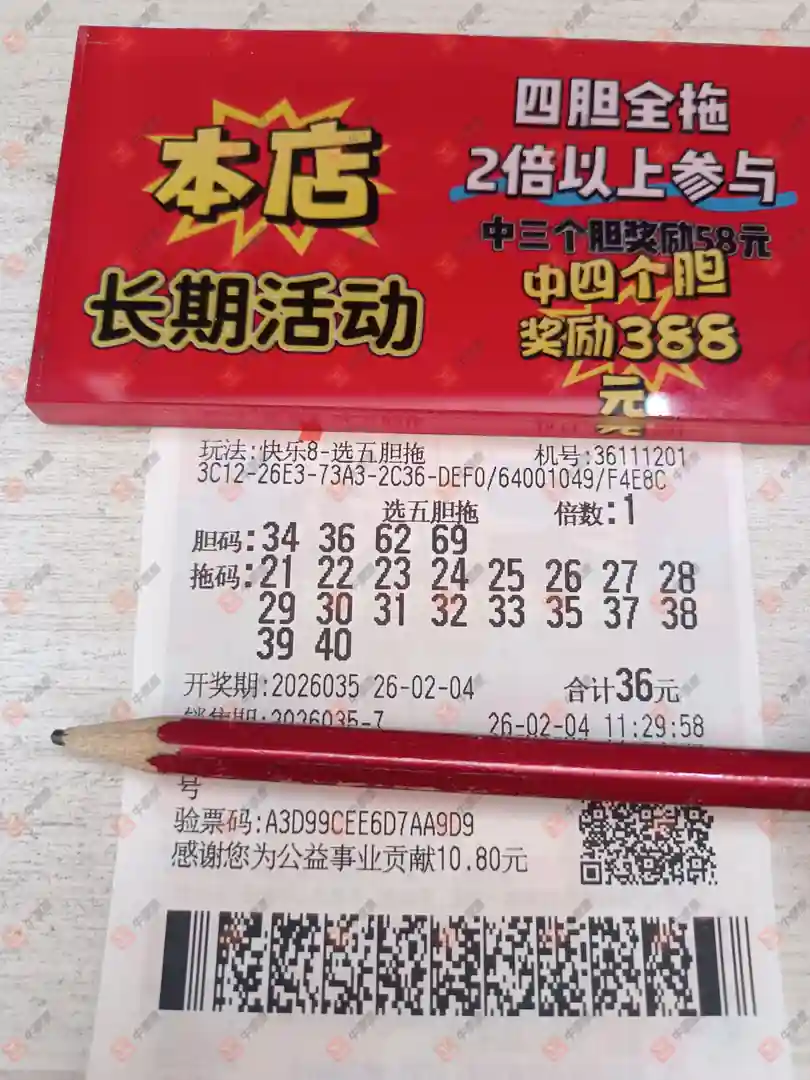 本店
长期活动
四胆全拖
2倍以上参与
中三个胆奖励58元
中四个胆
奖励388
元
玩法:快乐8-选五胆拖 机号:36111201
3C12-26E3-73A3-2C36-DEF0/64001049/F4E8C
选五胆拖 倍数:1
胆码:34 36 62 69
拖码:21 22 23 24 25 26 27 28
29 30 31 32 33 35 37 38
39 40
开奖期:2026035 26-02-04 合计36元
销售期:2026035-7 26-02-04 11:29:58
号
验票码:A3D99CEE6D7AA9D9
感谢您为公益事业贡献10.80元